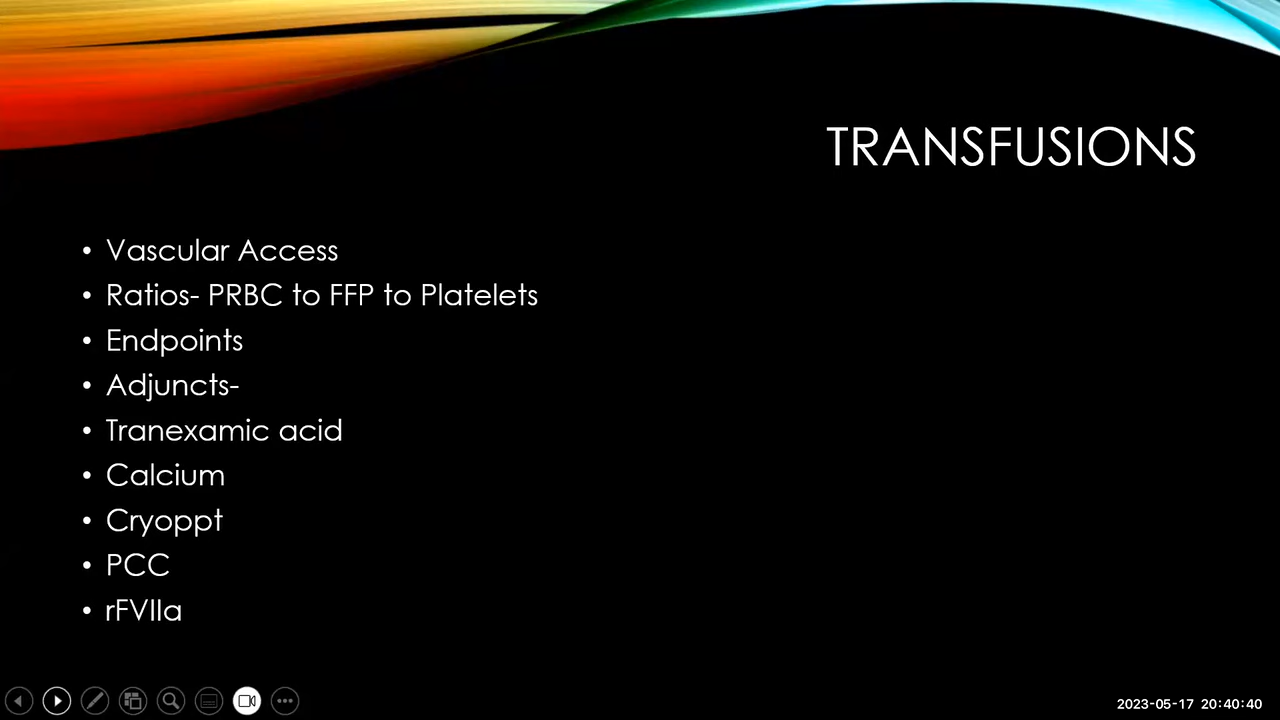 TRANSFUSIONS
• Vascular Access
• Ratios- PRBC to FFP to Platelets
• Endpoints
• Adjuncts-
• Tranexamic acid
• Calcium
• Cryoppt
• PCC
• rFVIIa
2023-05-17 20:40:40